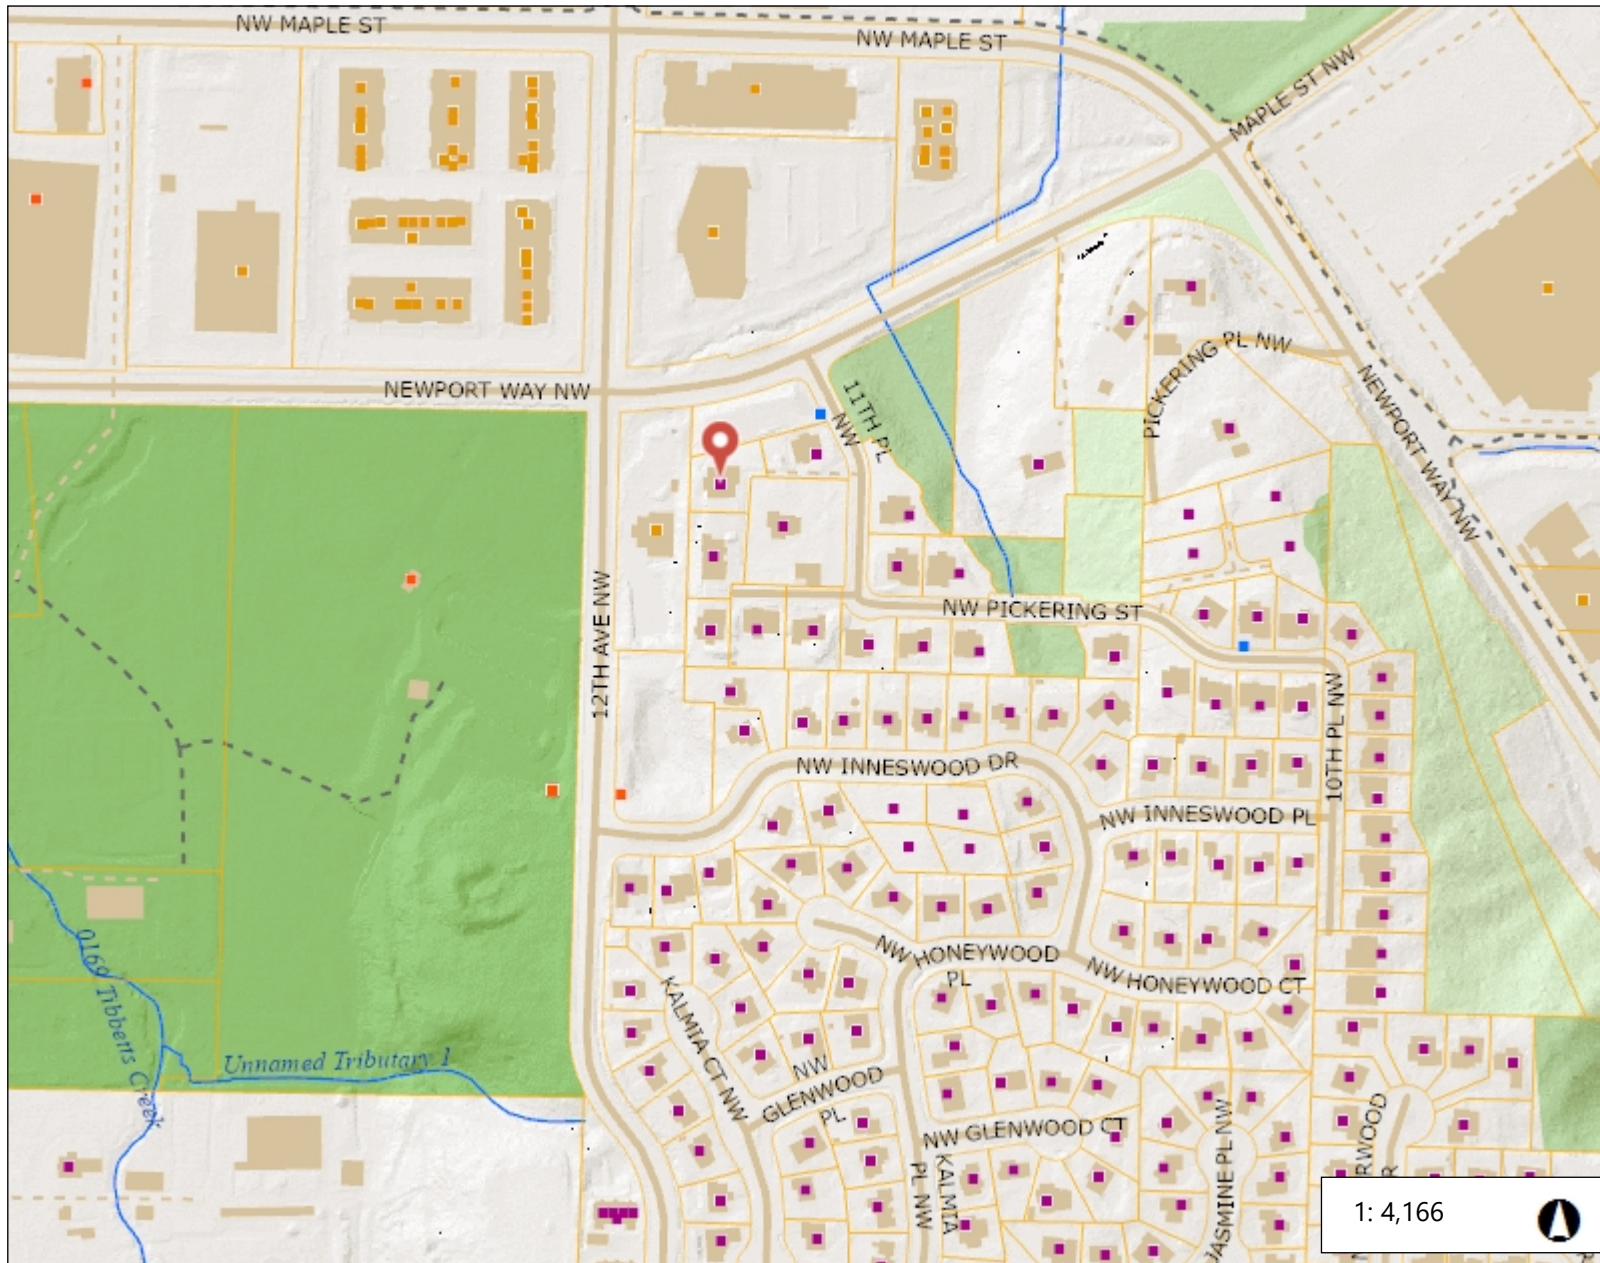 NW MAPLE ST
NW MAPLE ST
MAPLE ST NW
NEWPORT WAY NW
11TH PL
NW
PICKERING PL NW
NEWPORT WAY NW
12TH AVE NW
NW PICKERING ST
10TH PL NW
NW INNESWOOD DR
NW INNESWOOD PL
0169 Tibbetts Creek
NW HONEYWOOD
PL
NW HONEYWOOD CT
KALMIA CT NW
Unnamed Tributary 1
NW
GLENWOOD
PL
NW GLENWOOD CT
KALMIA
PL NW
JASMINE PL NW
RWOOD
R
1: 4,166